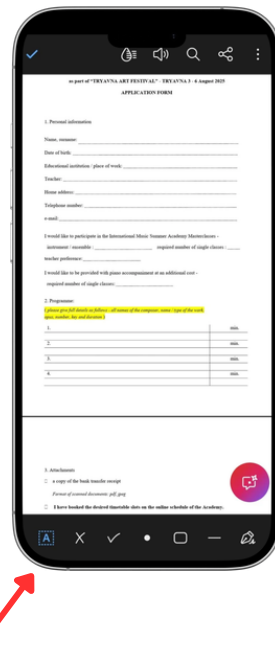 as part of "TRYAVNA ART FESTIVAL" - TRYAVNA 3 - 6 August 2025
APPLICATION FORM
1. Personal information
Name, surname:
Date of birth:
Educational institution / place of work:
Teacher:
Home address:
Telephone number:
e-mail:
I would like to participate in the International Music Summer Academy Masterclasses -
instrument / ensemble : required number of single classes :
teacher preference:
I would like to be provided with piano accompaniment at an additional cost -
required number of single classes:
2. Programme:
( please give full details as follows : all names of the composer, name / type of the work,
opus, number, key and duration )
1. min.
2. min.
3. min.
4. min.
3. Attachments
a copy of the bank transfer receipt
Format of scanned documents: pdf, jpeg
I have booked the desired timetable slots on the online schedule of the Academy.
A